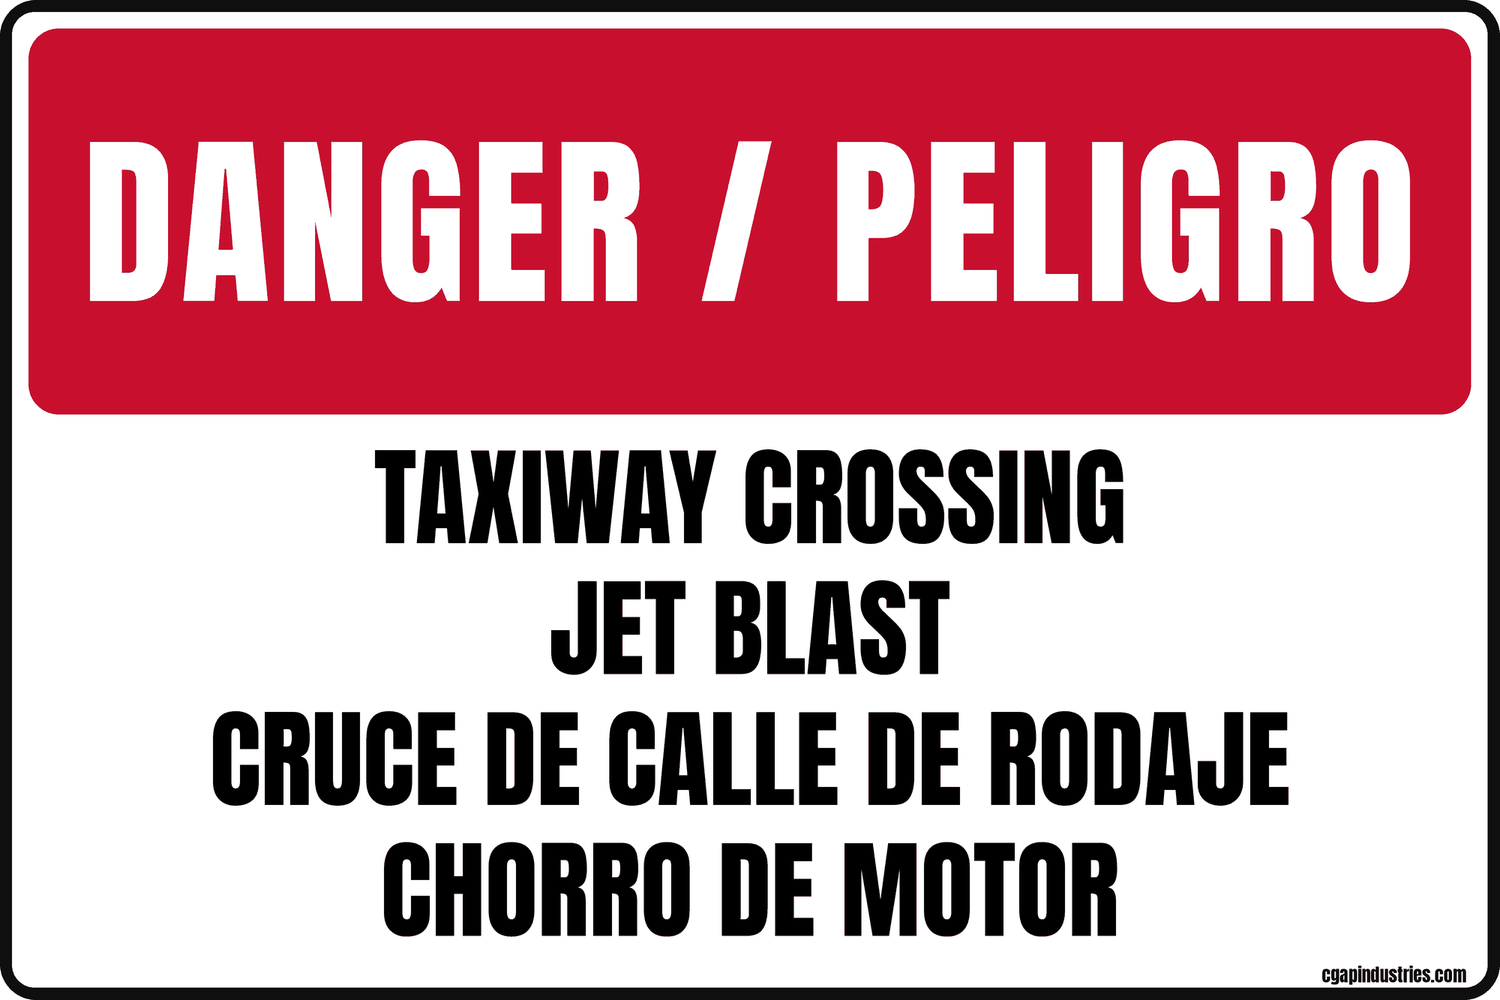 DANGER / PELIGRO
TAXIWAY CROSSING
JET BLAST
CRUCE DE CALLE DE RODAJE
CHORRO DE MOTOR
cgapindustries.com